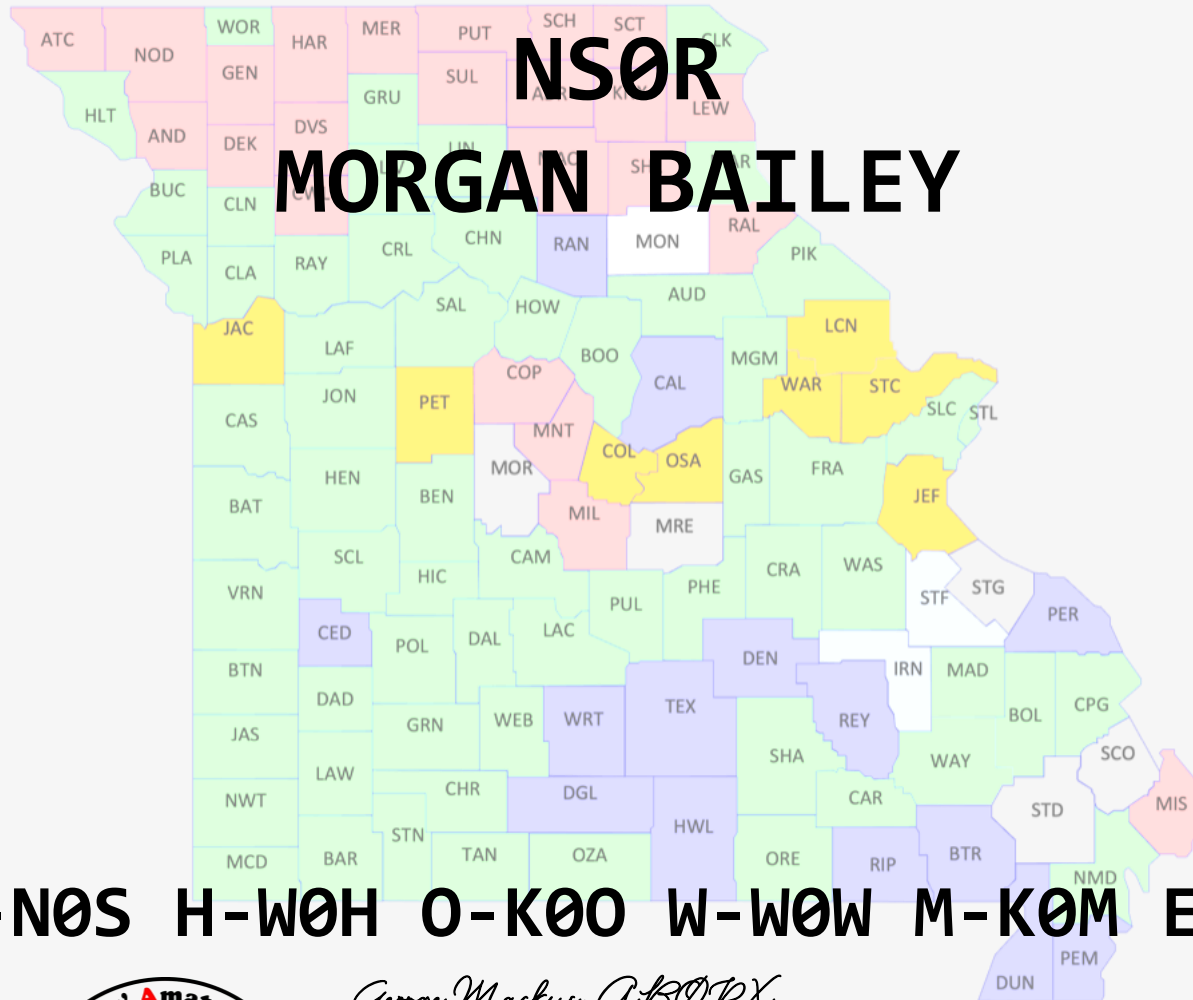 WOR
ATC NOD HAR MER PUT SCH SCT CLK
NS0R
GEN SUL
HLT GRU LEW
AND DEK DVS LIN
MORGAN BAILEY
BUC CLN
PLA CLA RAY CRL CHN RAN MON RAL PIK
JAC SAL HOW AUD LCN
LAF BOO MGM
JON PET COP CAL WAR STC
CAS MNT COL OSA SLC STL
BAT HEN BEN MOR GAS FRA JEF
MIL MRE
VRN SCL HIC CAM PHE CRA WAS STF STG
CED POL DAL LAC PUL PER
BTN DAD DEN IRN MAD
JAS GRN WEB WRT TEX REY BOL CPG
LAW SHA WAY SCO
NWT CHR DGL CAR STD MIS
MCD BAR STN TAN OZA HWL ORE RIP BTR
NMD
-N0S H-W0H O-K0O W-W0W M-K0M E
PEM
DUN